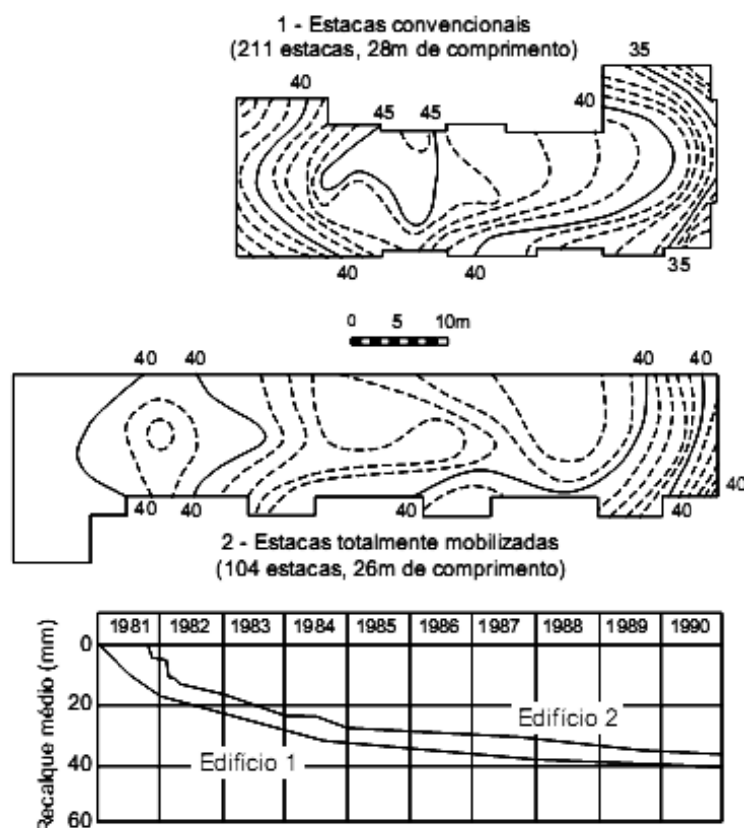 1 - Estacas convencionais
(211 estacas, 28m de comprimento)
35
40
45 45
40
40
40
35
0 5 10m
40 40
40 40
40
40 40
40
40
2 - Estacas totalmente mobilizadas
(104 estacas, 26m de comprimento)
1981 1982 1983 1984 1985 1986 1987 1988 1989 1990
Recalque médio (mm)
0
20
40
60
Edifício 2
Edifício 1